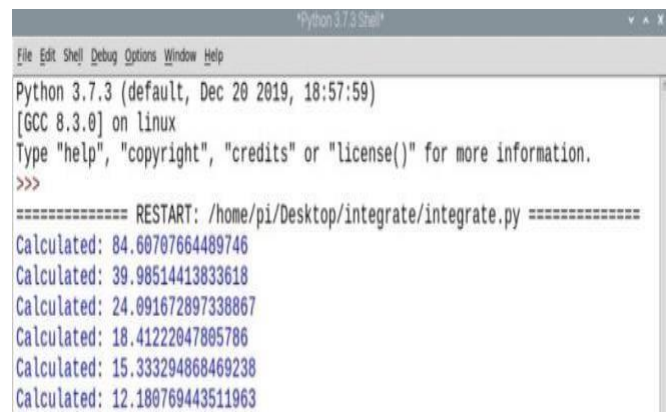 *Python 3.7.3 Shell*
File Edit Shell Debug Options Window Help
Python 3.7.3 (default, Dec 20 2019, 18:57:59)
[GCC 8.3.0] on linux
Type "help", "copyright", "credits" or "license()" for more information.
>>>
============== RESTART: /home/pi/Desktop/integrate/integrate.py ==============
Calculated: 84.60707664489746
Calculated: 39.98514413833618
Calculated: 24.091672897338867
Calculated: 18.41222047805786
Calculated: 15.333294868469238
Calculated: 12.180769443511963